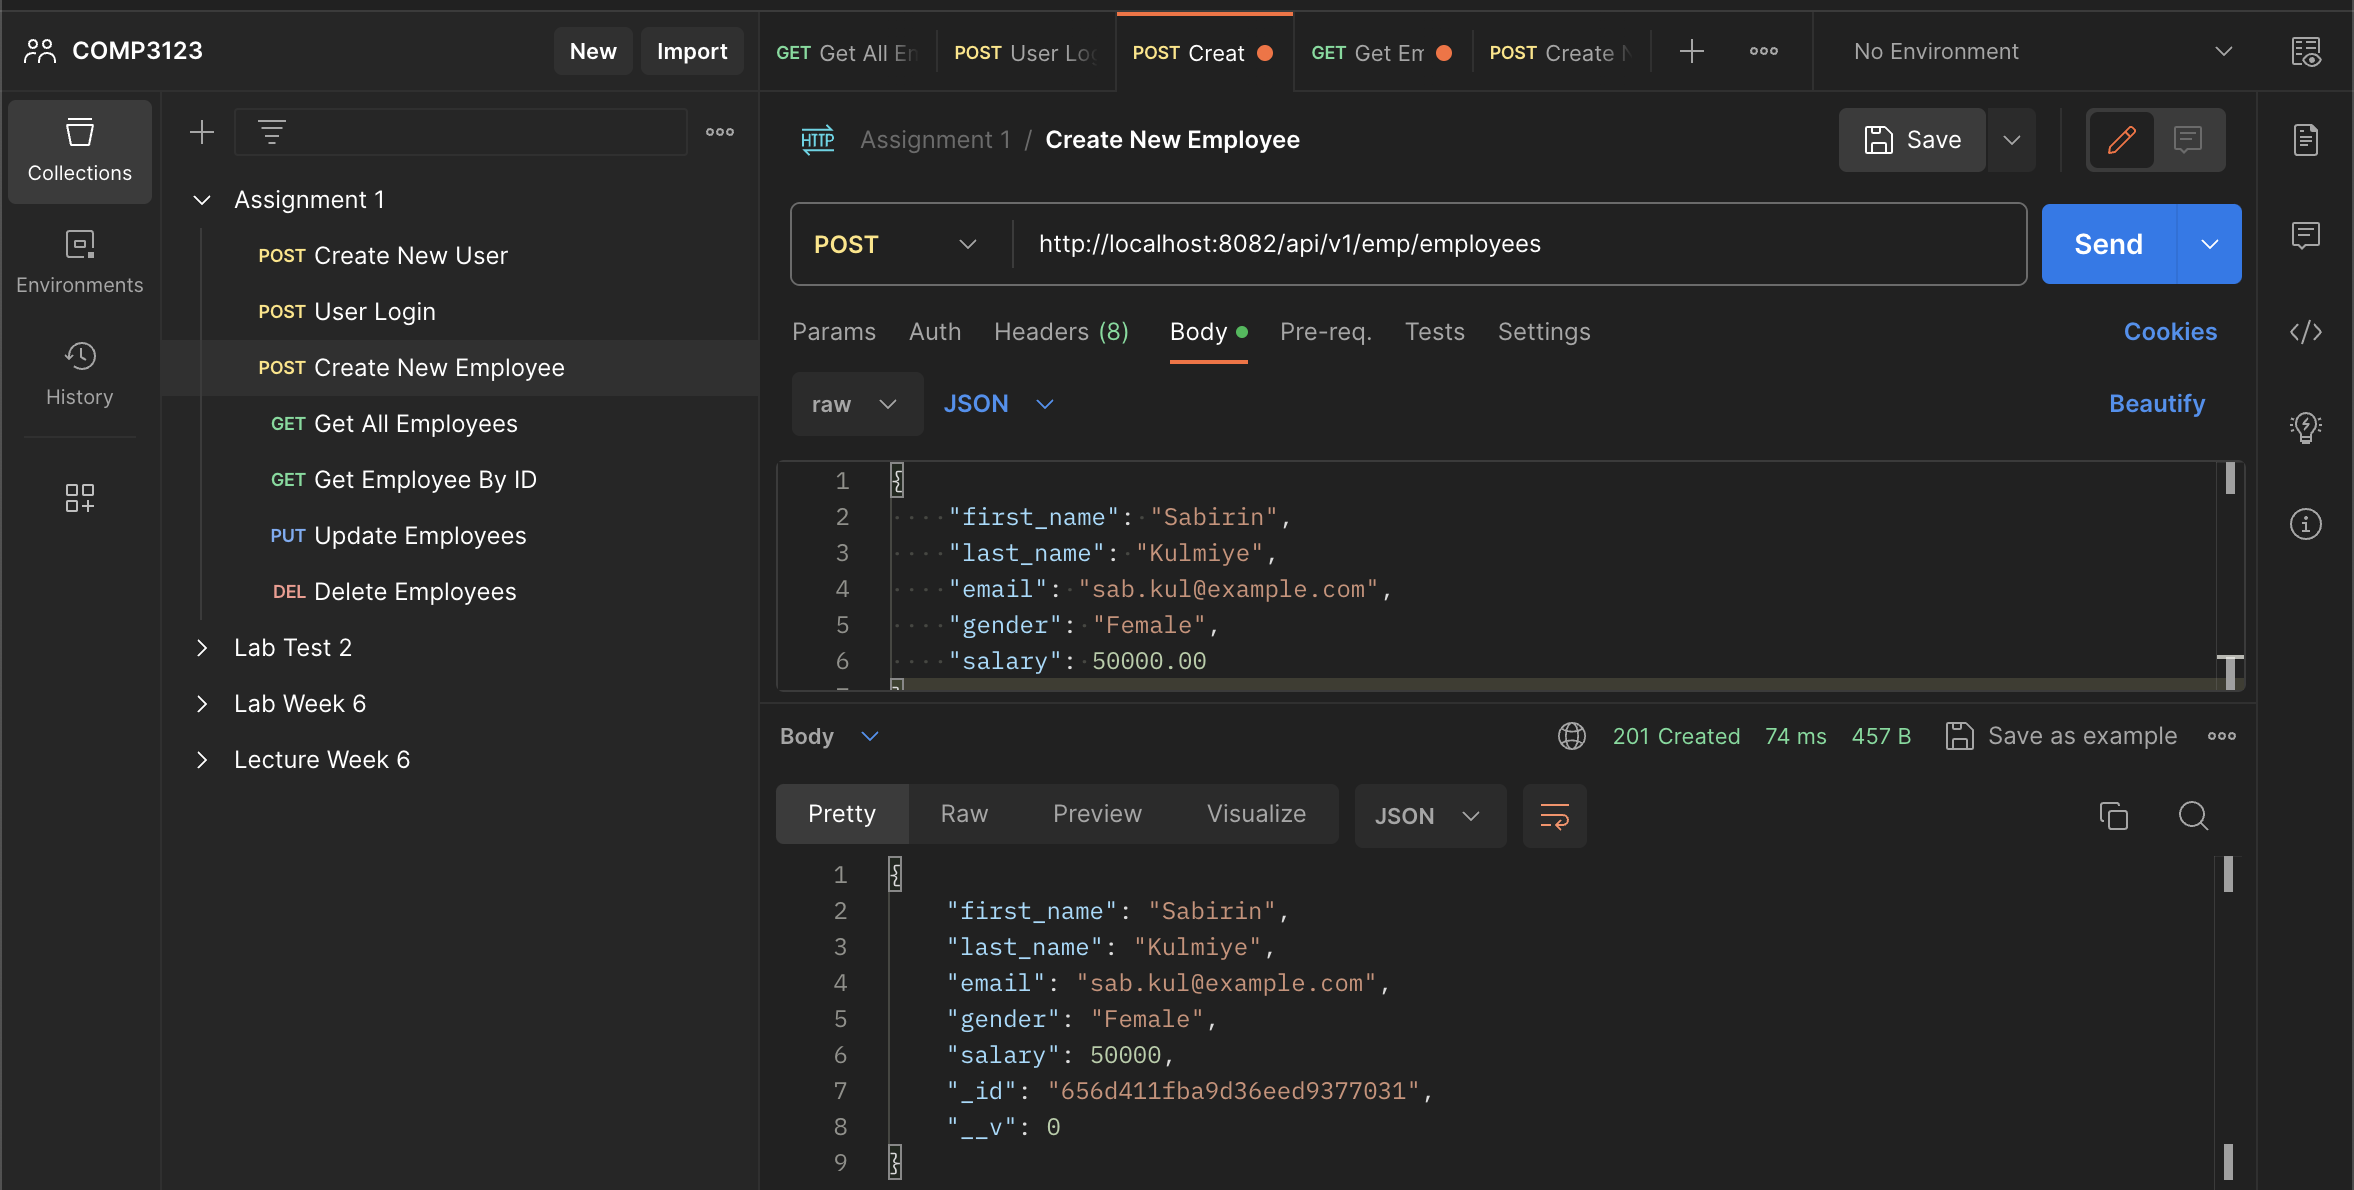 COMP3123
New
Import
GET Get All En
POST User Log
POST Creat
GET Get Em
POST Create N
No Environment
Collections
Environments
History
Assignment 1
POST Create New User
POST User Login
POST Create New Employee
GET Get All Employees
GET Get Employee By ID
PUT Update Employees
DEL Delete Employees
Lab Test 2
Lab Week 6
Lecture Week 6
HTTP Assignment 1 / Create New Employee
Save
POST http://localhost:8082/api/v1/emp/employees
Send
Params Auth Headers (8) Body Pre-req. Tests Settings
Cookies
raw JSON
Beautify
1 {
2 "first_name": "Sabirin",
3 "last_name": "Kulmiye",
4 "email": "sab.kul@example.com",
5 "gender": "Female",
6 "salary": 50000.00
Body
201 Created 74 ms 457 B Save as example
Pretty Raw Preview Visualize JSON
1 {
2 "first_name": "Sabirin",
3 "last_name": "Kulmiye",
4 "email": "sab.kul@example.com",
5 "gender": "Female",
6 "salary": 50000,
7 "_id": "656d411fba9d36eed9377031",
8 "__v": 0
9 }